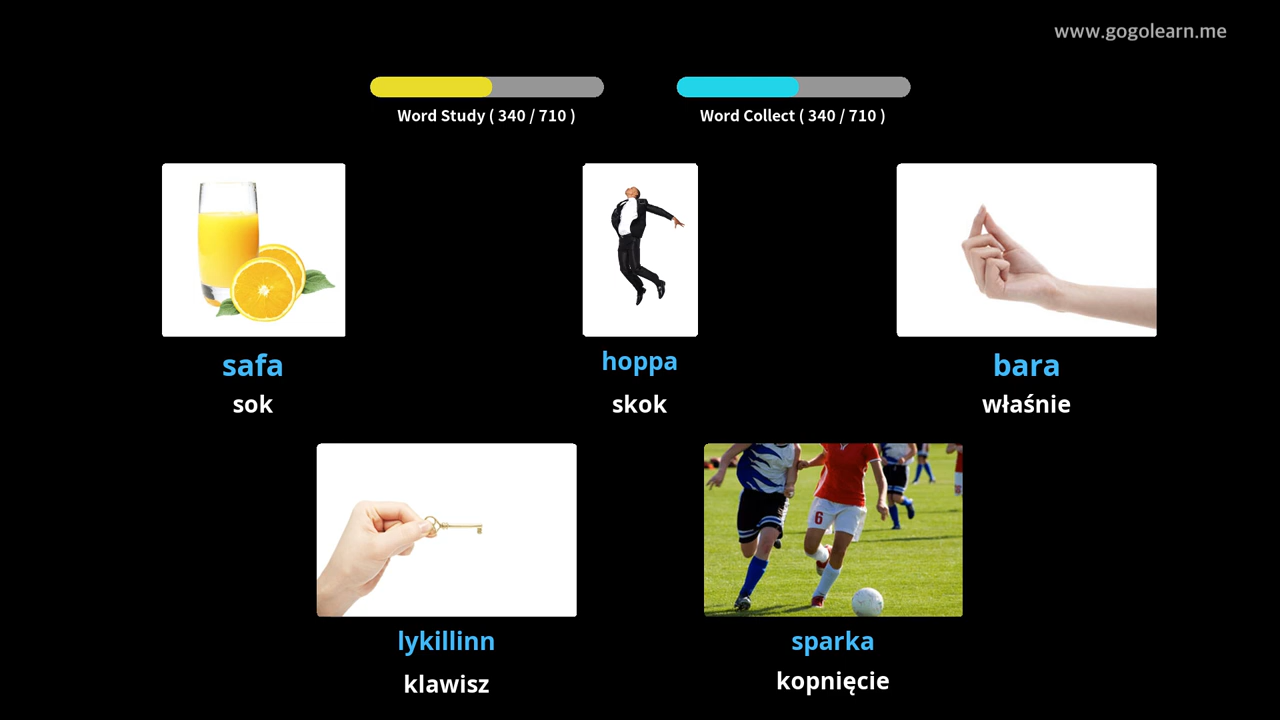 www.gogolearn.me
Word Study ( 340 / 710 )
Word Collect ( 340 / 710 )
safa
sok
hoppa
skok
bara
właśnie
lykillinn
klawisz
sparka
kopnięcie
6